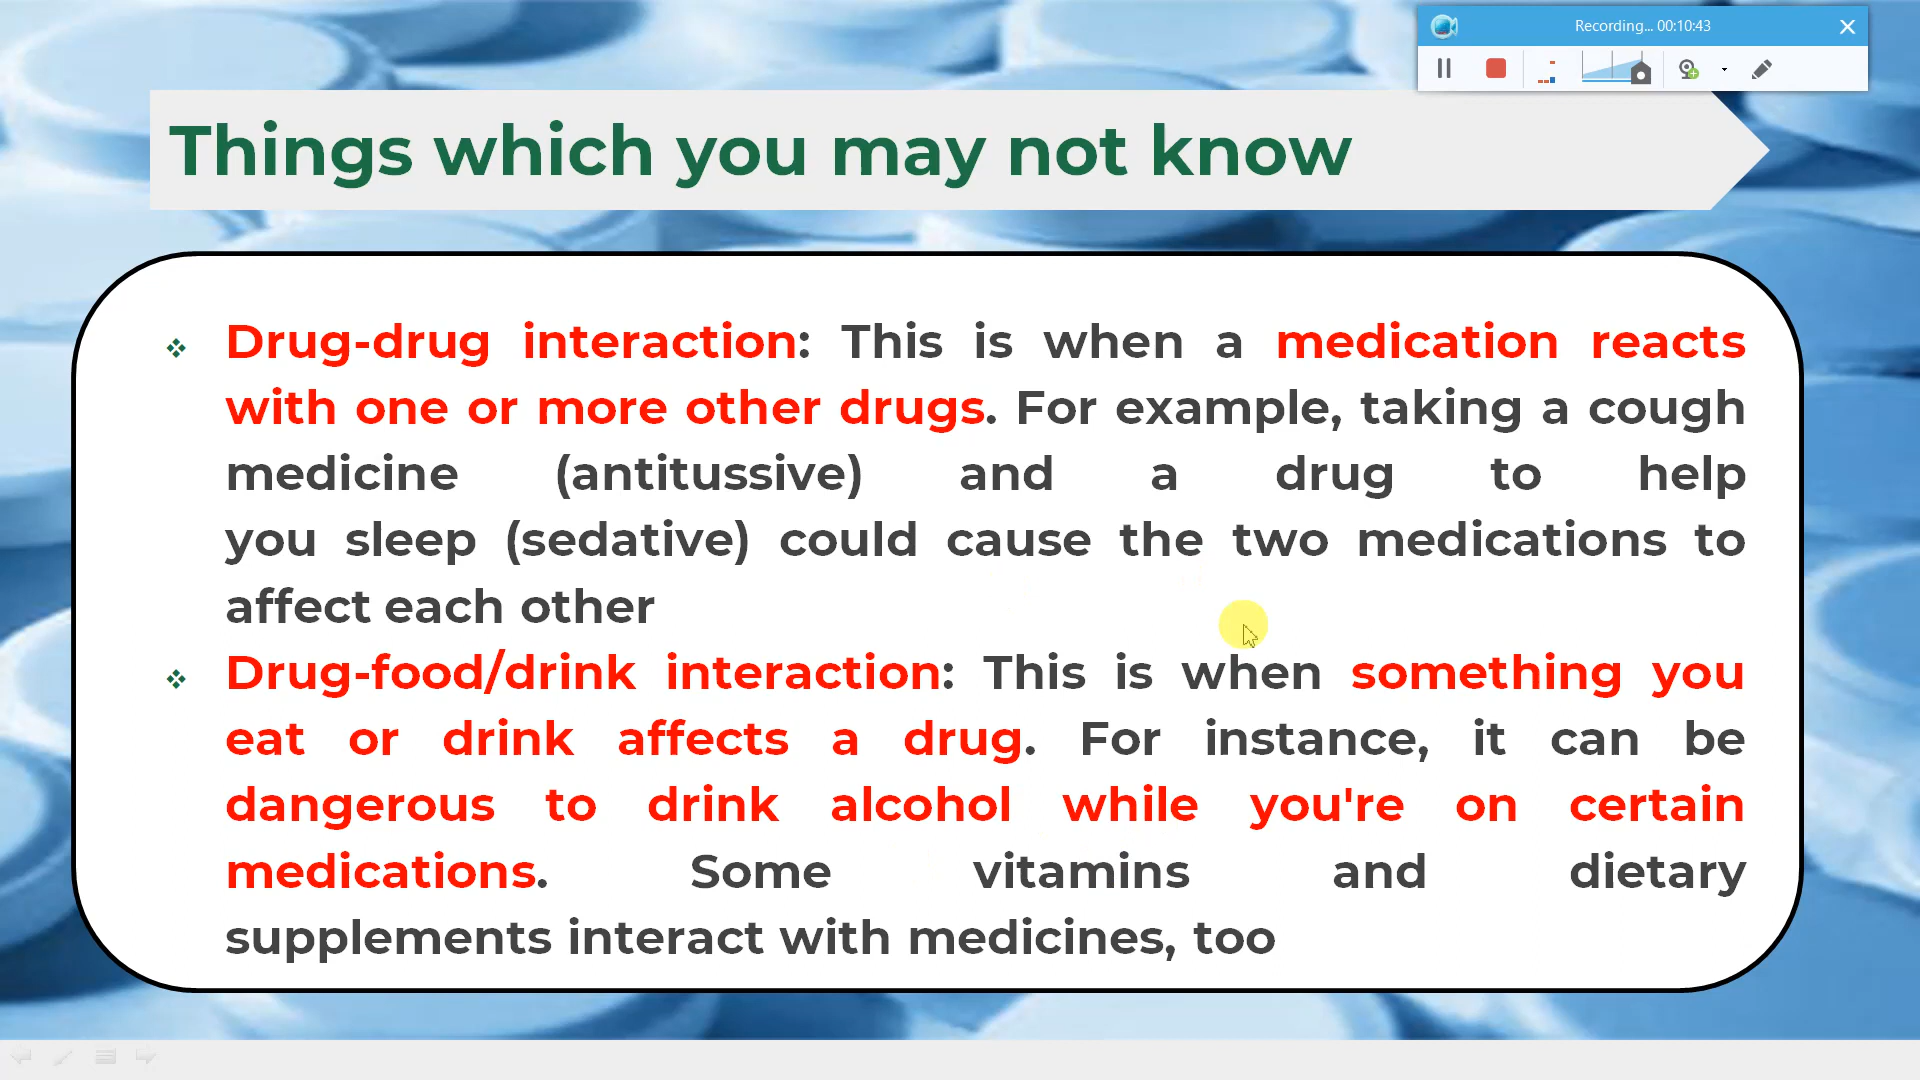 Recording... 00:10:43
Things which you may not know
Drug-drug interaction: This is when a medication reacts
with one or more other drugs. For example, taking a cough
medicine (antitussive) and a drug to help
you sleep (sedative) could cause the two medications to
affect each other
Drug-food/drink interaction: This is when something you
eat or drink affects a drug. For instance, it can be
dangerous to drink alcohol while you're on certain
medications. Some vitamins and dietary
supplements interact with medicines, too